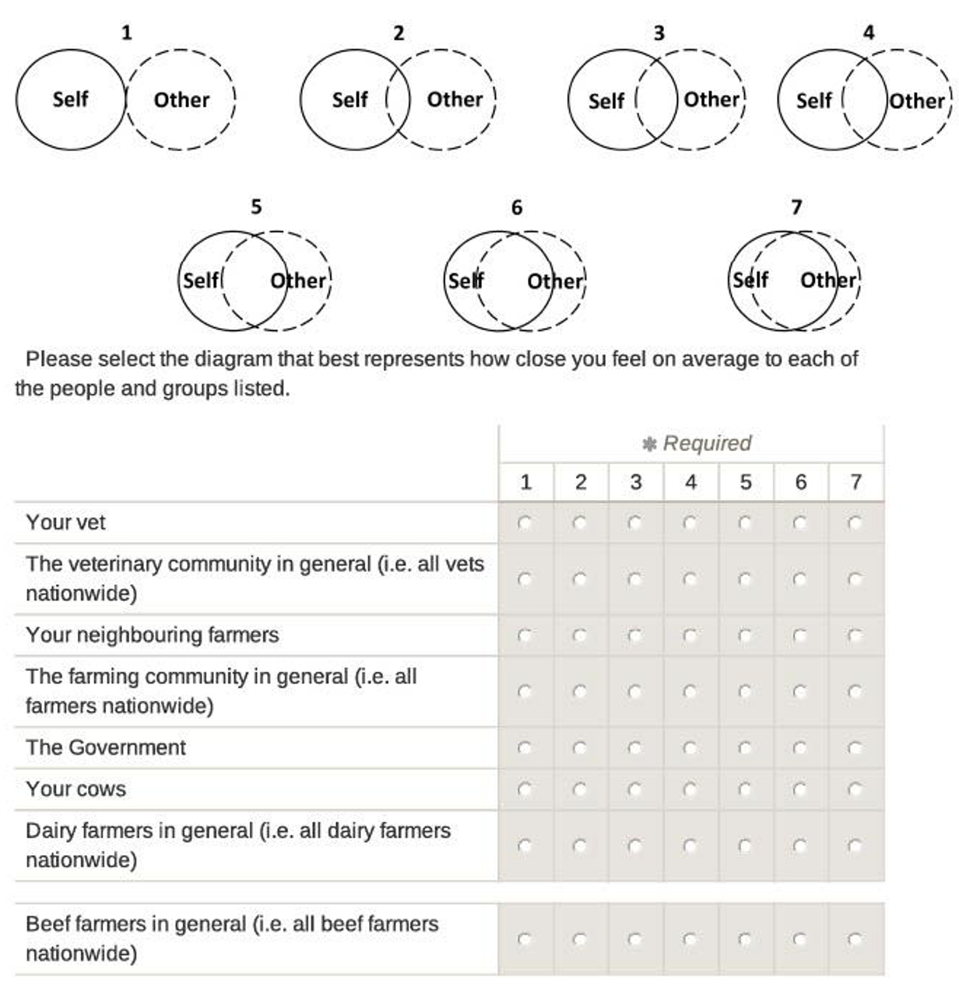 1 2 3 4
Self Other Self Other Self Other Self Other
5 6 7
Self Other Self Other Self Other
Please select the diagram that best represents how close you feel on average to each of
the people and groups listed.
✱ Required
1 2 3 4 5 6 7
Your vet
The veterinary community in general (i.e. all vets
nationwide)
Your neighbouring farmers
The farming community in general (i.e. all
farmers nationwide)
The Government
Your cows
Dairy farmers in general (i.e. all dairy farmers
nationwide)
Beef farmers in general (i.e. all beef farmers
nationwide)